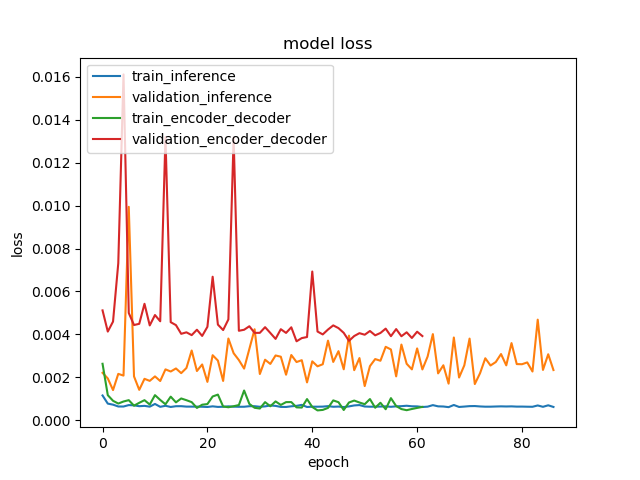 model loss
train_inference
validation_inference
train_encoder_decoder
validation_encoder_decoder
0.016
0.014
0.012
0.010
0.008
0.006
0.004
0.002
0.000
loss
0 20 40 60 80
epoch